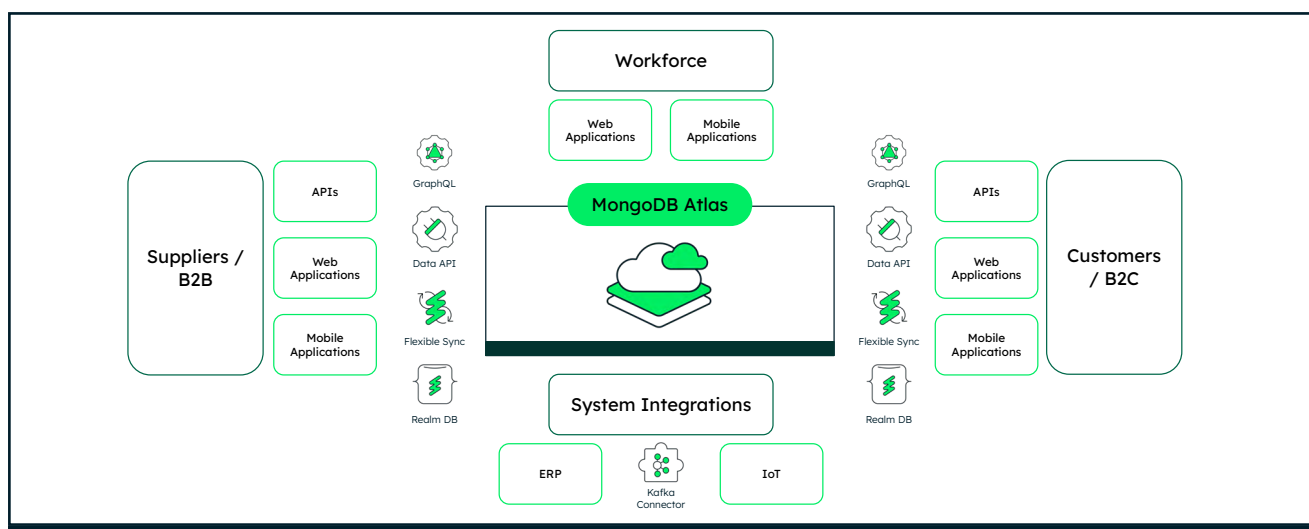 Workforce
Web
Applications
Mobile
Applications
Suppliers /
B2B
APIs
Web
Applications
Mobile
Applications
GraphQL
Data API
Flexible Sync
Realm DB
MongoDB Atlas
GraphQL
Data API
Flexible Sync
Realm DB
APIs
Web
Applications
Mobile
Applications
Customers
/ B2C
System Integrations
ERP
Kafka
Connector
IoT